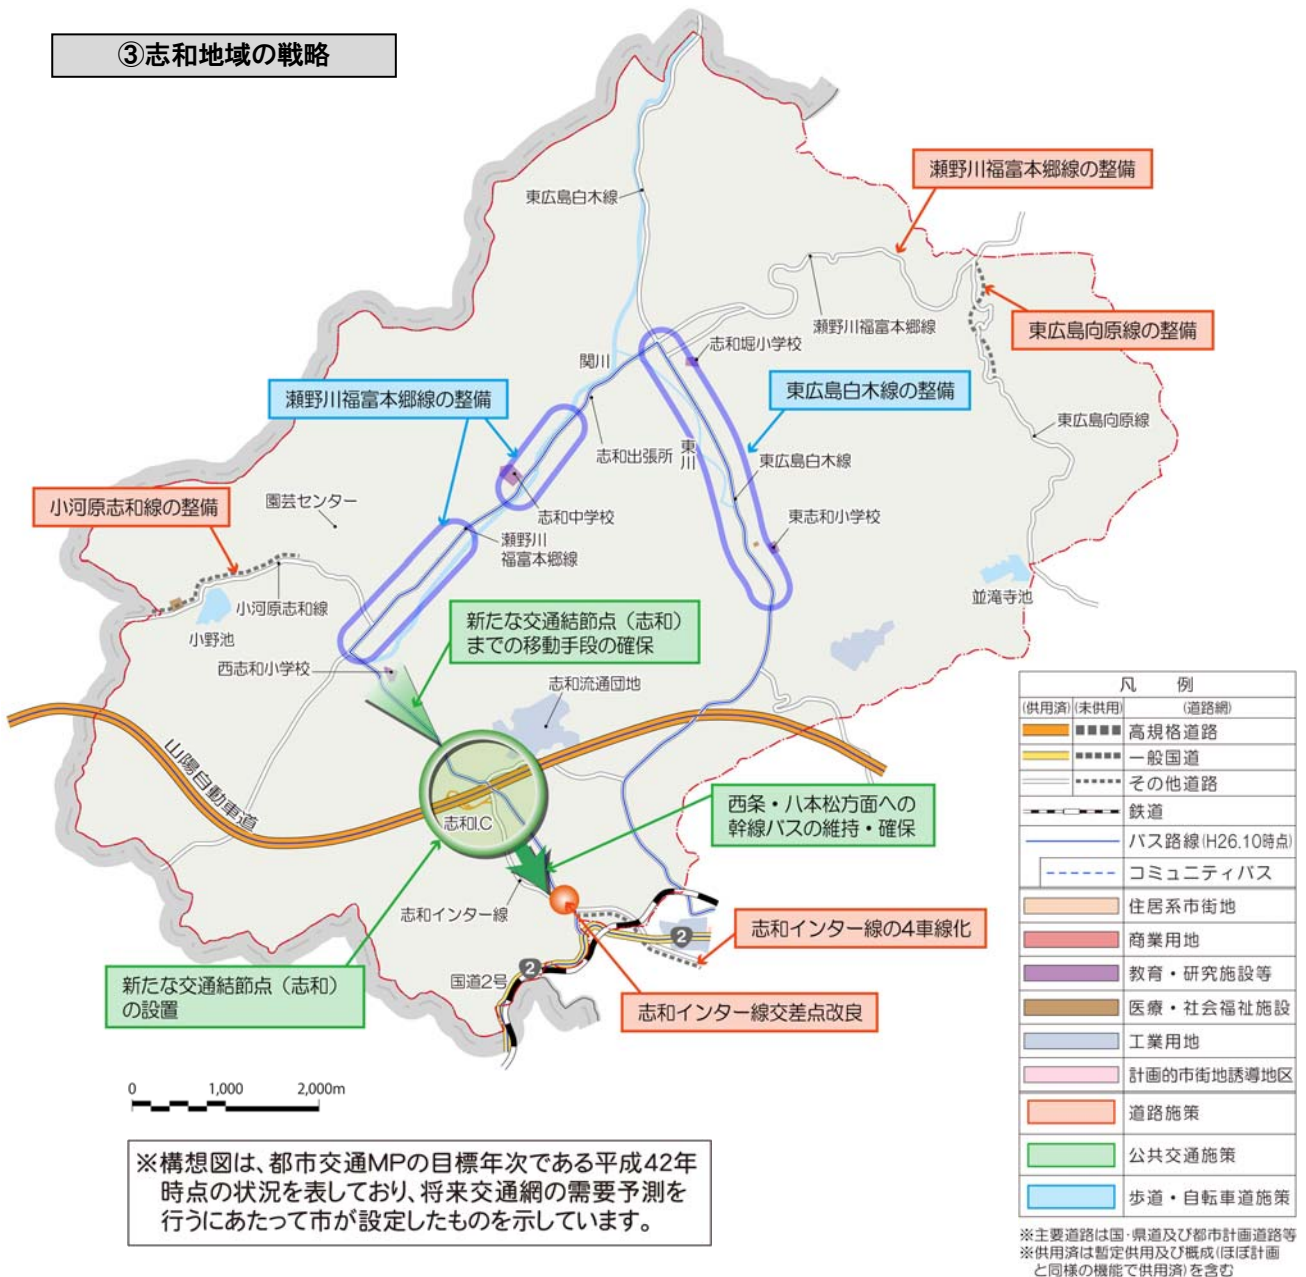 ③志和地域の戦略
瀬野川福富本郷線の整備
東広島白木線
瀬野川福富本郷線
東広島向原線の整備
志和堀小学校
関川
瀬野川福富本郷線の整備
東広島白木線の整備
東広島向原線
志和出張所
東川
東広島白木線
小河原志和線の整備
園芸センター
志和中学校
東志和小学校
瀬野川
福富本郷線
小河原志和線
小野池
並滝寺池
新たな交通結節点（志和）
までの移動手段の確保
西志和小学校
志和流通団地
山陽自動車道
志和I.C
西条・八本松方面への
幹線バスの維持・確保
志和インター線
志和インター線の4車線化
2
2
国道2号
新たな交通結節点（志和）
の設置
志和インター線交差点改良
0 1,000 2,000m
※構想図は、都市交通MPの目標年次である平成42年
時点の状況を表しており、将来交通網の需要予測を
行うにあたって市が設定したものを示しています。
凡 例
(供用済) (未供用) (道路網)
高規格道路
一般国道
その他道路
鉄道
バス路線(H26.10時点)
コミュニティバス
住居系市街地
商業用地
教育・研究施設等
医療・社会福祉施設
工業用地
計画的市街地誘導地区
道路施策
公共交通施策
歩道・自転車道施策
※主要道路は国・県道及び都市計画道路等
※供用済は暫定供用及び概成(ほぼ計画
と同様の機能で供用済)を含む